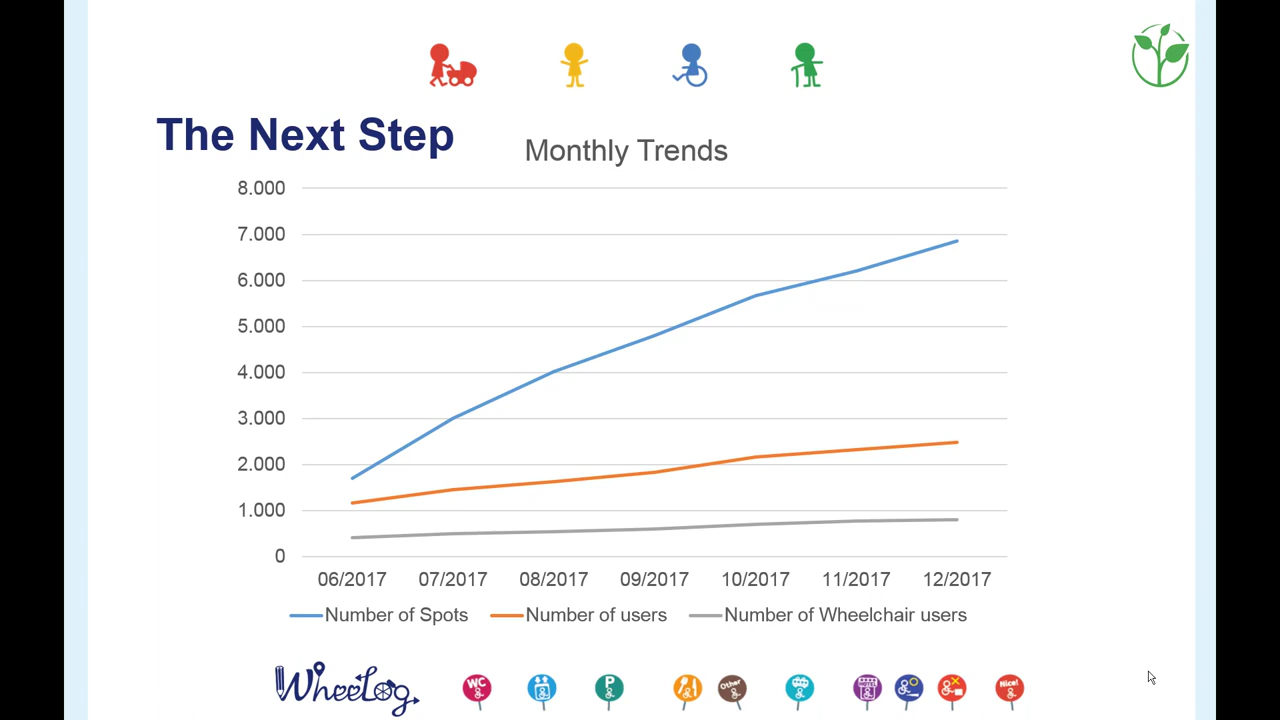 The Next Step
Monthly Trends
8.000
7.000
6.000
5.000
4.000
3.000
2.000
1.000
0
06/2017 07/2017 08/2017 09/2017 10/2017 11/2017 12/2017
Number of Spots Number of users Number of Wheelchair users
WheeLog
WC P Other Nice!